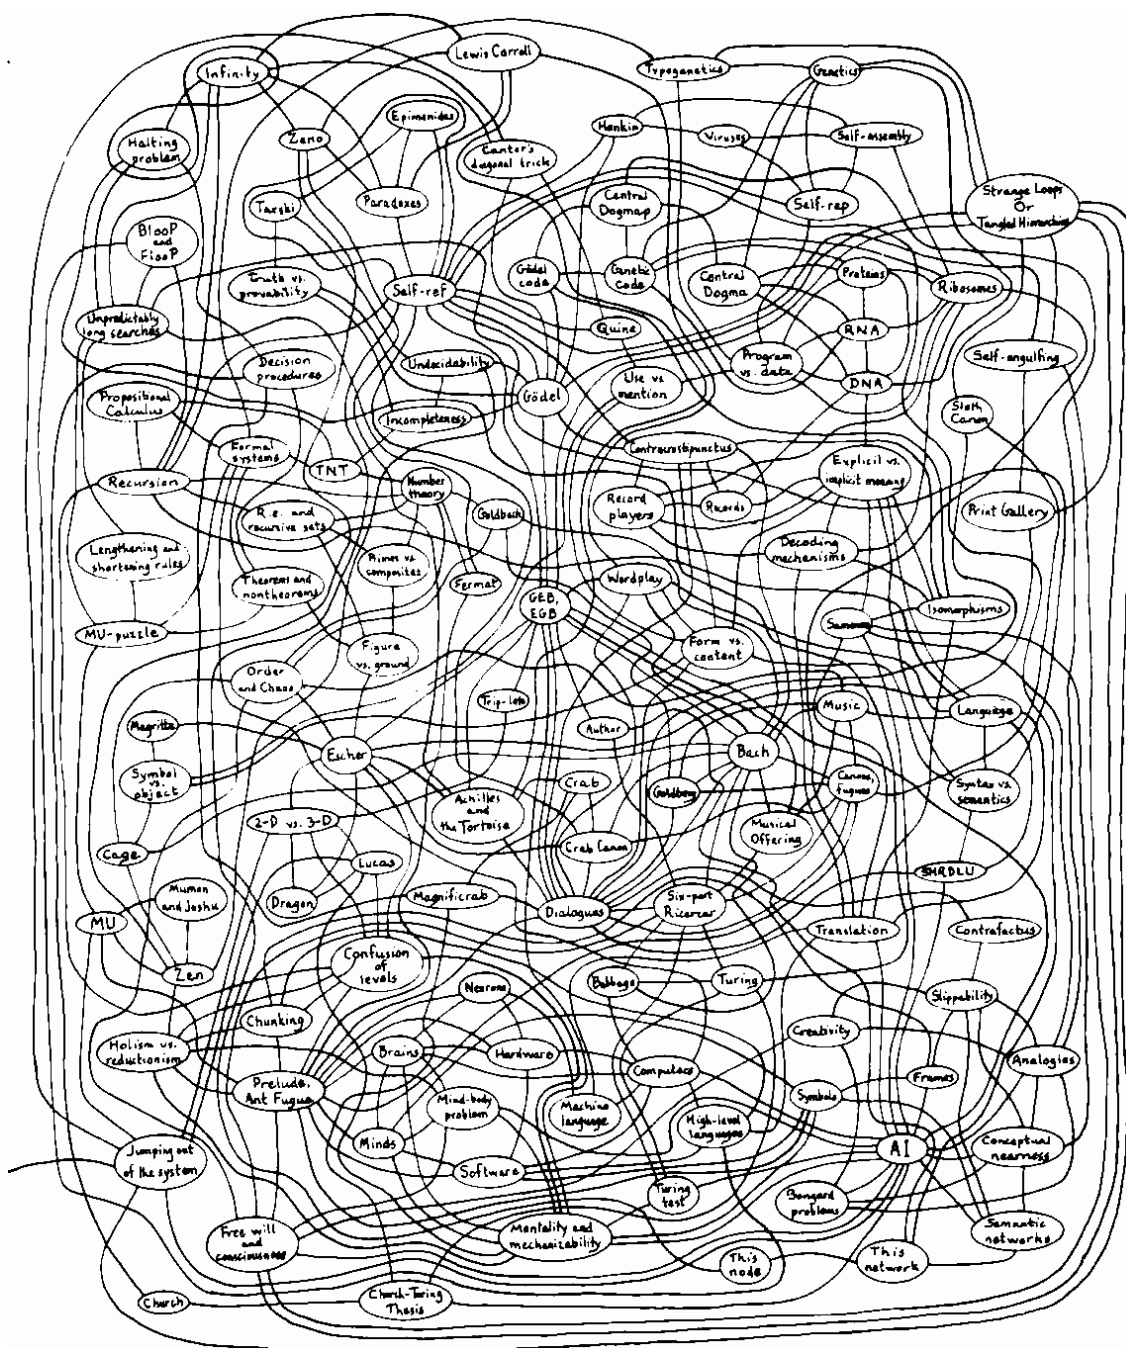 Lewis Carroll
Infinity
Typogenetics
Genetics
Epimenides
Henkin
Viruses
Self-assembly
Halting
problem
Zeno
Cantor's
diagonal trick
Strange Loops
Or
Tangled Hierarchies
Tarski
Paradoxes
Central
Dogmap
Self-rep
BlooP
and
FlooP
Truth vs.
provability
Self-ref
Gödel
code
Genetic
Code
Central
Dogma
Proteins
Ribosomes
Unpredictably
long searches
Quine
RNA
Self-engulfing
Decision
procedures
Undecidability
Program
vs. data
Use vs
mention
DNA
Propositional
Calculus
Gödel
Incompleteness
Sloth
Canon
Formal
systems
TNT
Contracrostipunctus
Explicit vs.
implicit meaning
Recursion
Number
theory
Record
players
Records
Print Gallery
R.e. and
recursive sets
Goldbach
Lengthening and
shortening rules
Primes vs
composites
Decoding
mechanisms
Theorems and
nontheorems
Fermat
Wordplay
GEB,
EGB
Isomorphisms
MU-puzzle
Figure
vs. ground
Form vs.
content
Order
and Chaos
Music
Language
Magritte
Author
Escher
Bach
Symbol
vs.
object
Crab
Goldberg
Canons,
fugues
Syntax vs.
semantics
2-D vs. 3-D
Achilles
and
the Tortoise
Musical
Offering
Cage
Lucas
Crab Canon
SHRDLU
Mumon
and Joshu
Dragon
Magnificrab
Dialogues
Six-part
Ricercar
MU
Translation
Contrafactus
Zen
Confusion
of
levels
Neurons
Babbage
Turing
Slippability
Chunking
Creativity
Holism vs.
reductionism
Brains
Hardware
Computers
Analogies
Prelude,
Ant Fugue
Mind-body
problem
Machine
language
Symbols
Frames
High-level
languages
Minds
AI
Conceptual
nearness
Jumping out
of the system
Software
Turing
test
Bongard
problems
Free will
and
consciousness
Mentality and
mechanizability
Semantic
networks
This
node
This
network
Church
Church-Turing
Thesis